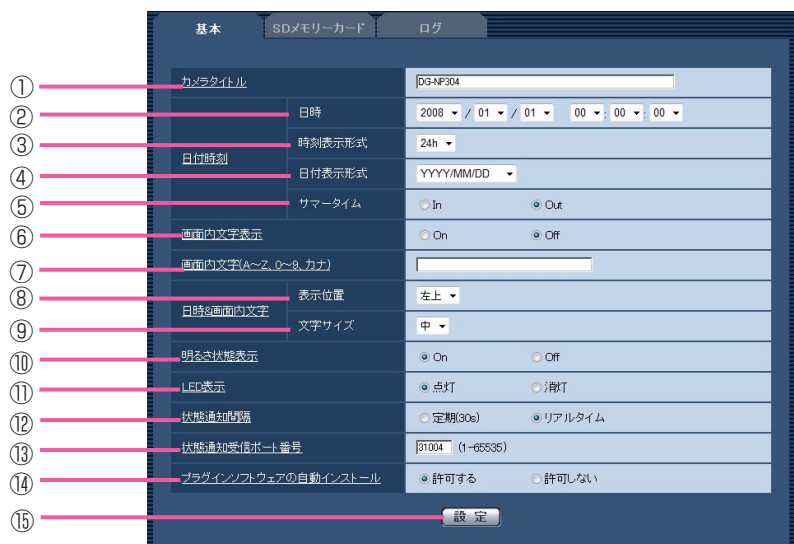 基本 SDメモリーカード ログ
① カメラタイトル DG-NP304
② 日時 2008 / 01 / 01 00 : 00 : 00
③ 時刻表示形式 24h
日付時刻
④ 日付表示形式 YYYY/MM/DD
⑤ サマータイム In Out
⑥ 画面内文字表示 On Off
⑦ 画面内文字(A～Z、0～9、カナ)
⑧ 表示位置 左上
日時&画面内文字
⑨ 文字サイズ 中
⑩ 明るさ状態表示 On Off
⑪ LED表示 点灯 消灯
⑫ 状態通知間隔 定期(30s) リアルタイム
⑬ 状態通知受信ポート番号 31004 (1-65535)
⑭ プラグインソフトウェアの自動インストール 許可する 許可しない
⑮ 設定